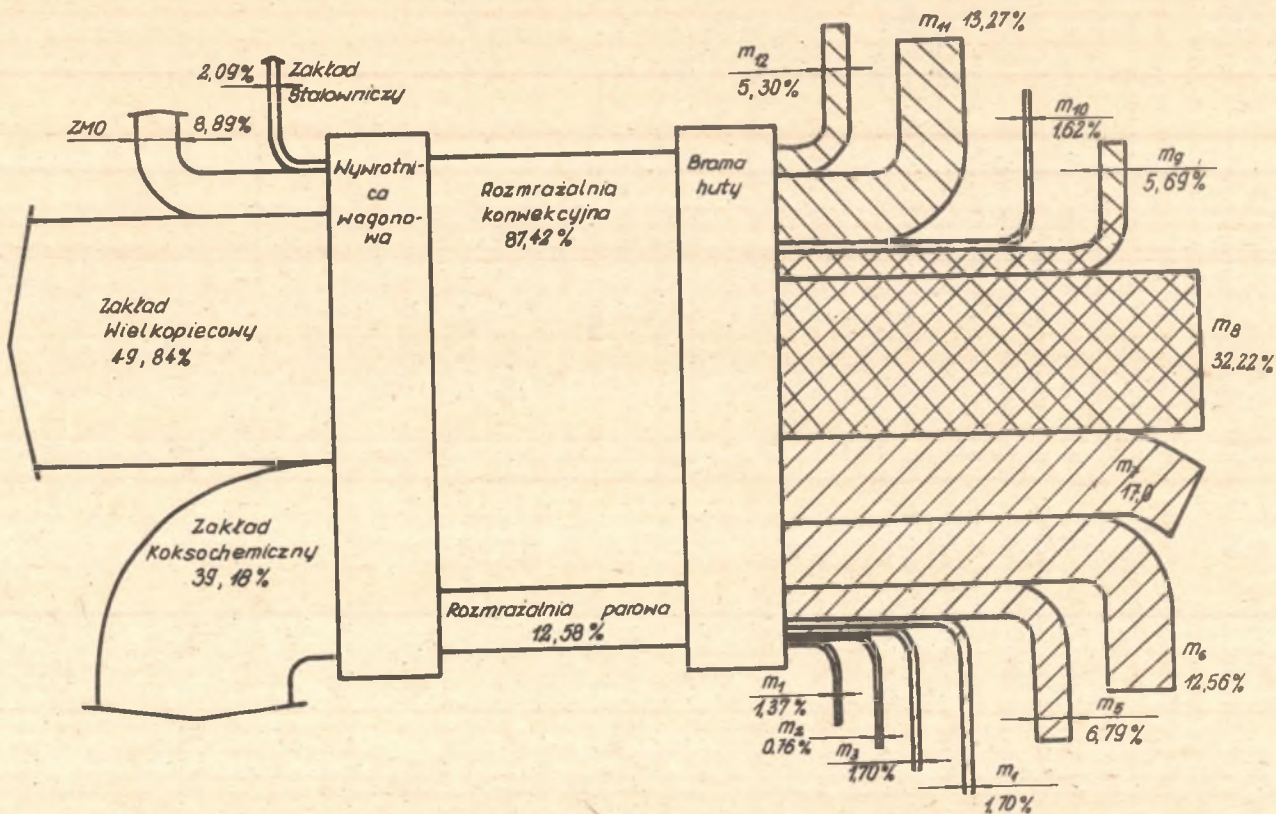 2,09% Zakład
Stalowniczy
ZMO 8,89%
Zakład
Wielkopiecowy
49,84%
Zakład
Koksochemiczny
39,18%
Wywrotni-
ca
wagono-
wa
Rozmrażalnia
konwekcyjna
87,42%
Rozmrażalnia parowa
12,58%
Brama
huty
m12
5,30%
m11 13,27%
m10
1,62%
m9
5,69%
m8
32,22%
m7
m6
12,56%
m5
6,79%
m1
1,37%
m2
0.76%
m3
1,70%
m4
1,70%